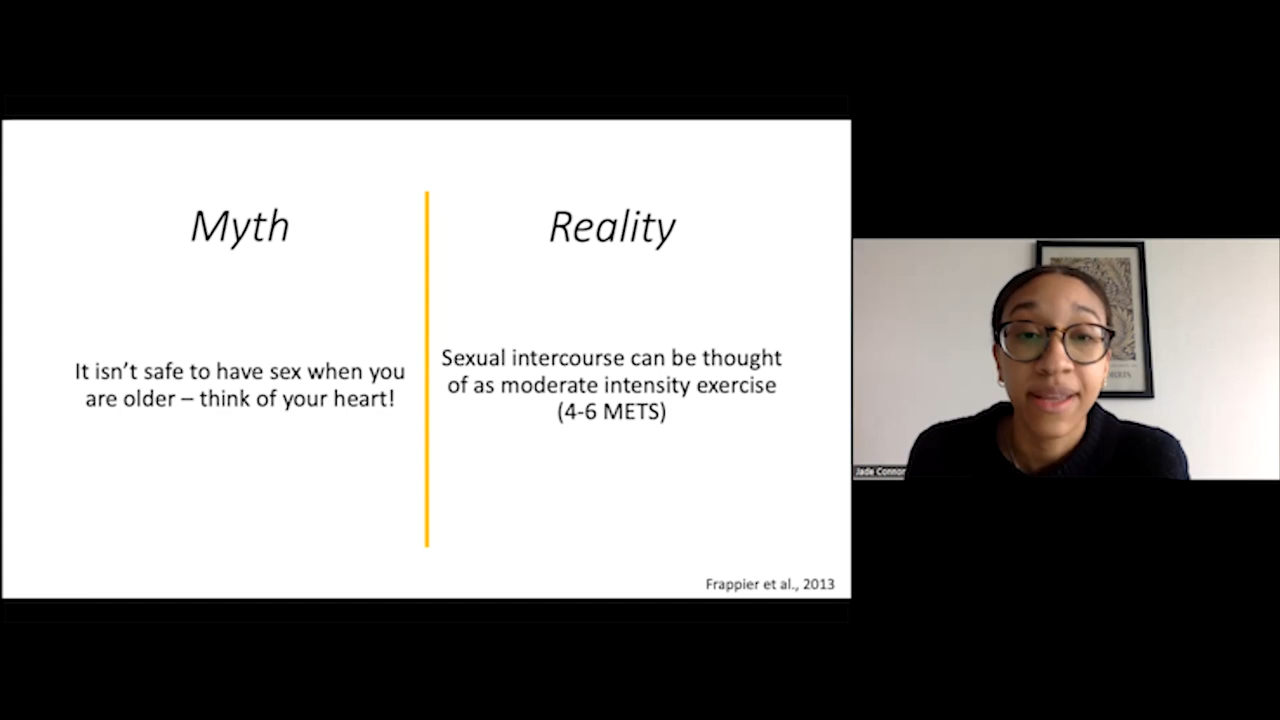 Myth
It isn't safe to have sex when you
are older – think of your heart!
Reality
Sexual intercourse can be thought
of as moderate intensity exercise
(4-6 METS)
Frappier et al., 2013
Jade Connor